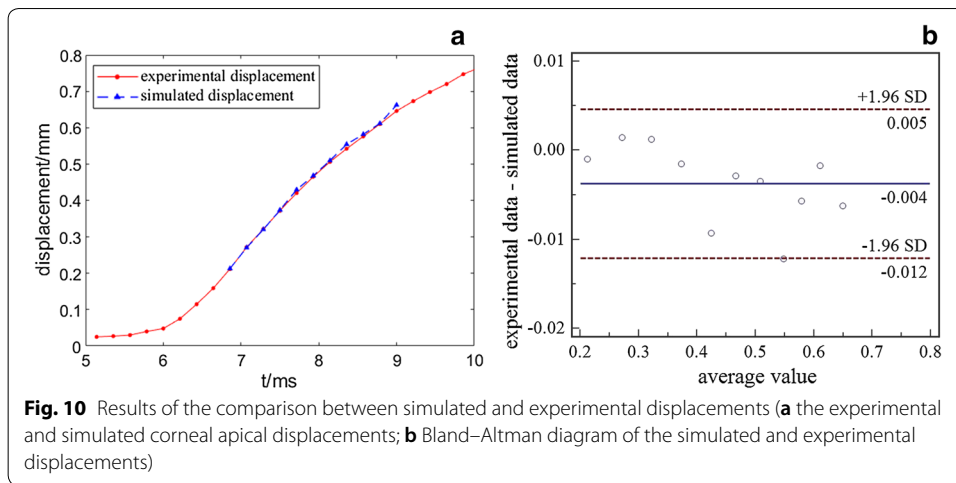 a
0.8
0.7
0.6
0.5
0.4
0.3
0.2
0.1
0
displacement/mm
experimental displacement
simulated displacement
5
6
7
8
9
10
t/ms
b
0.01
0.00
-0.01
-0.02
experimental data - simulated data
+1.96 SD
0.005
-0.004
-1.96 SD
-0.012
0.2
0.3
0.4
0.5
0.6
0.7
0.8
average value
Fig. 10 Results of the comparison between simulated and experimental displacements (a the experimental
and simulated corneal apical displacements; b Bland–Altman diagram of the simulated and experimental
displacements)